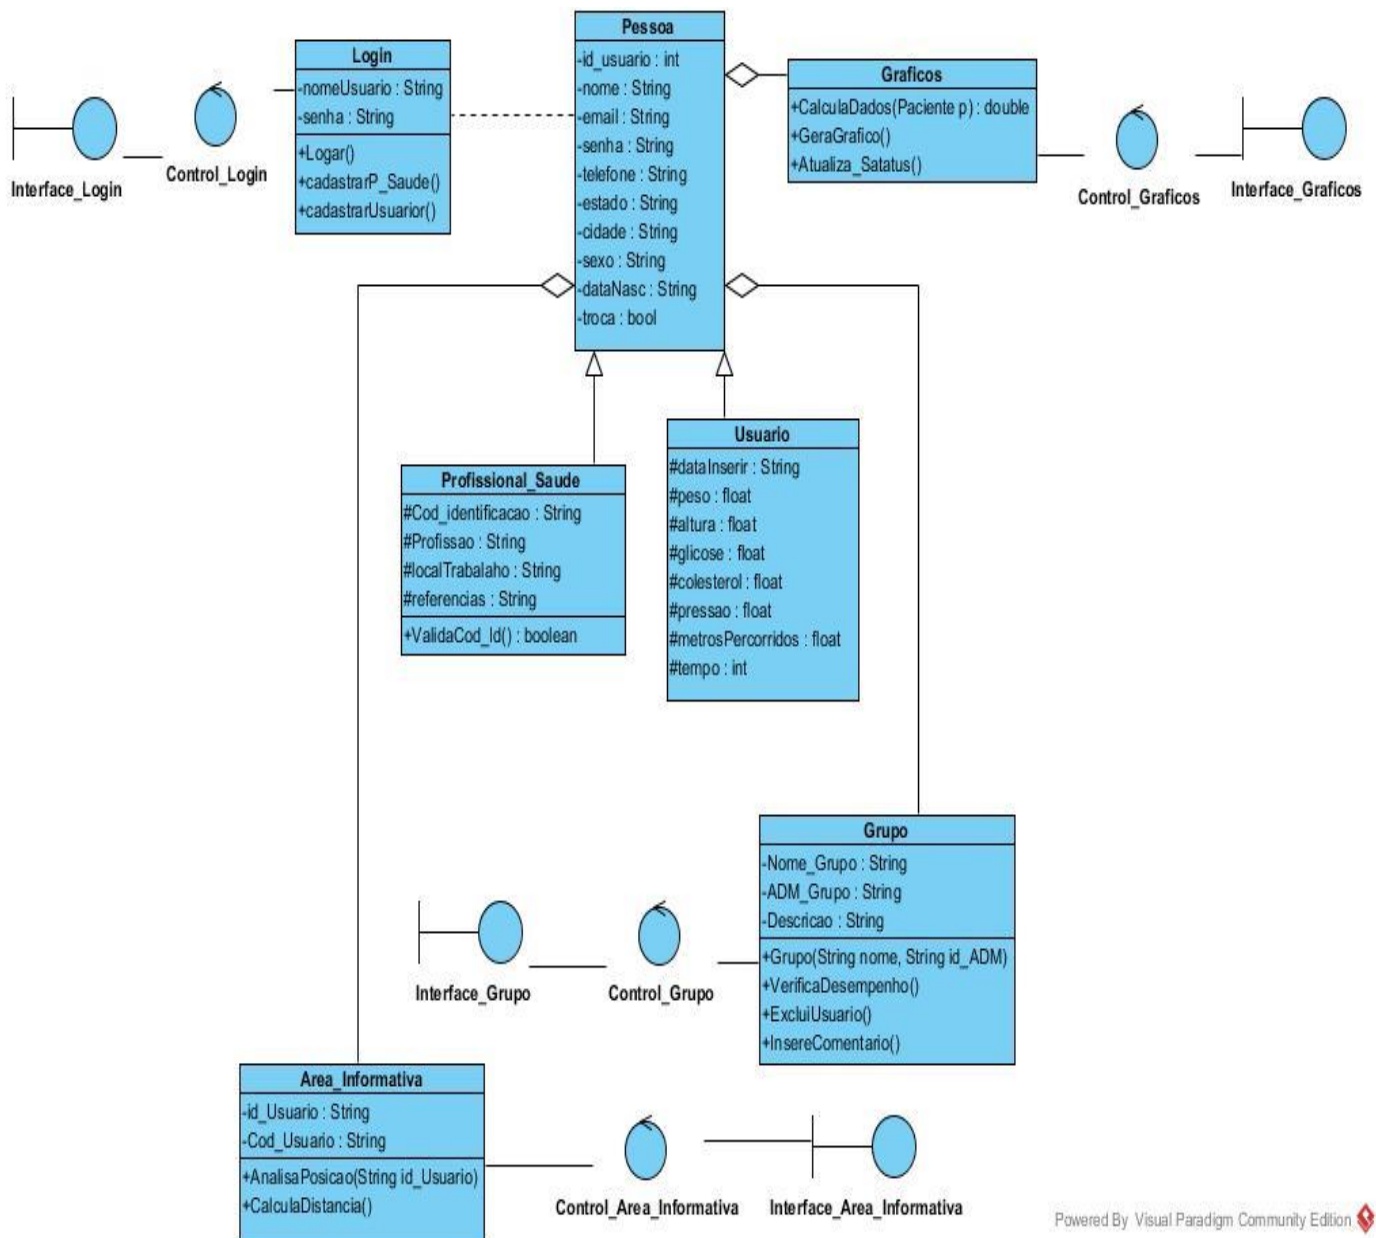 Pessoa
-id_usuario : int
-nome : String
-email : String
-senha : String
-telefone : String
-estado : String
-cidade : String
-sexo : String
-dataNasc : String
-troca : bool
Login
-nomeUsuario : String
-senha : String
+Logar()
+cadastrarP_Saude()
+cadastrarUsuarior()
Interface_Login
Control_Login
Graficos
+CalculaDados(Paciente p) : double
+GeraGrafico()
+Atualiza_Satatus()
Control_Graficos
Interface_Graficos
Profissional_Saude
#Cod_identificacao : String
#Profissao : String
#localTrabalaho : String
#referencias : String
+ValidaCod_Id() : boolean
Usuario
#dataInserir : String
#peso : float
#altura : float
#glicose : float
#colesterol : float
#pressao : float
#metrosPercorridos : float
#tempo : int
Grupo
-Nome_Grupo : String
-ADM_Grupo : String
-Descricao : String
+Grupo(String nome, String id_ADM)
+VerificaDesempenho()
+ExcluiUsuario()
+InsereComentario()
Interface_Grupo
Control_Grupo
Area_Informativa
-id_Usuario : String
-Cod_Usuario : String
+AnalisaPosicao(String id_Usuario)
+CalculaDistancia()
Control_Area_Informativa
Interface_Area_Informativa
Powered By Visual Paradigm Community Edition